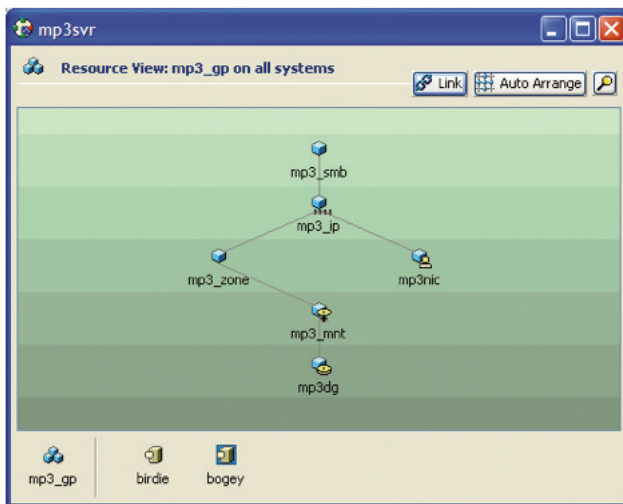 mp3svr
Resource View: mp3_gp on all systems
Link
Auto Arrange
mp3_smb
mp3_ip
mp3_zone
mp3nic
mp3_mnt
mp3dg
mp3_gp
birdie
bogey